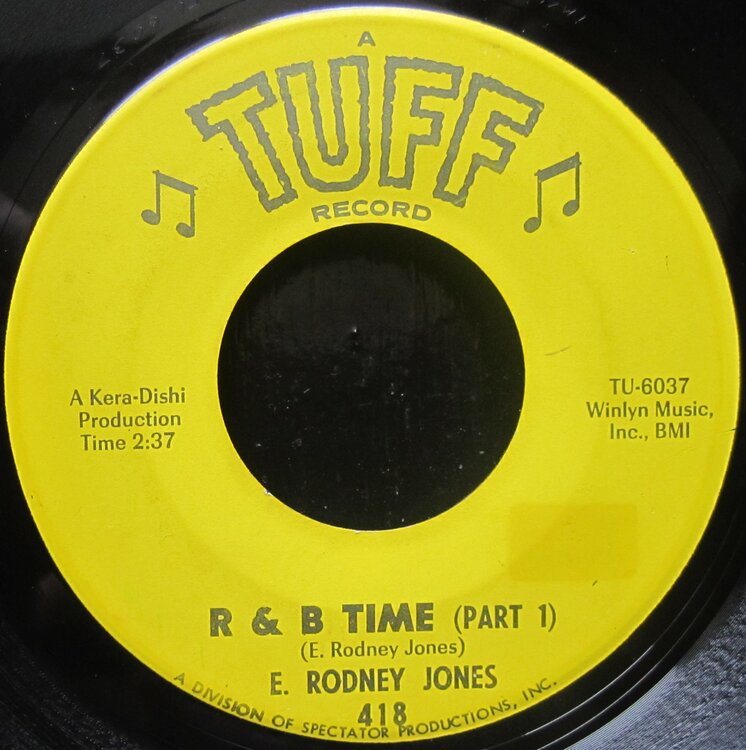 A
TUFF
RECORD
A Kera-Dishi
Production
Time 2:37
TU-6037
Winlyn Music,
Inc., BMI
R & B TIME (PART 1)
(E. Rodney Jones)
E. RODNEY JONES
418
A DIVISION OF SPECTATOR PRODUCTIONS, INC.